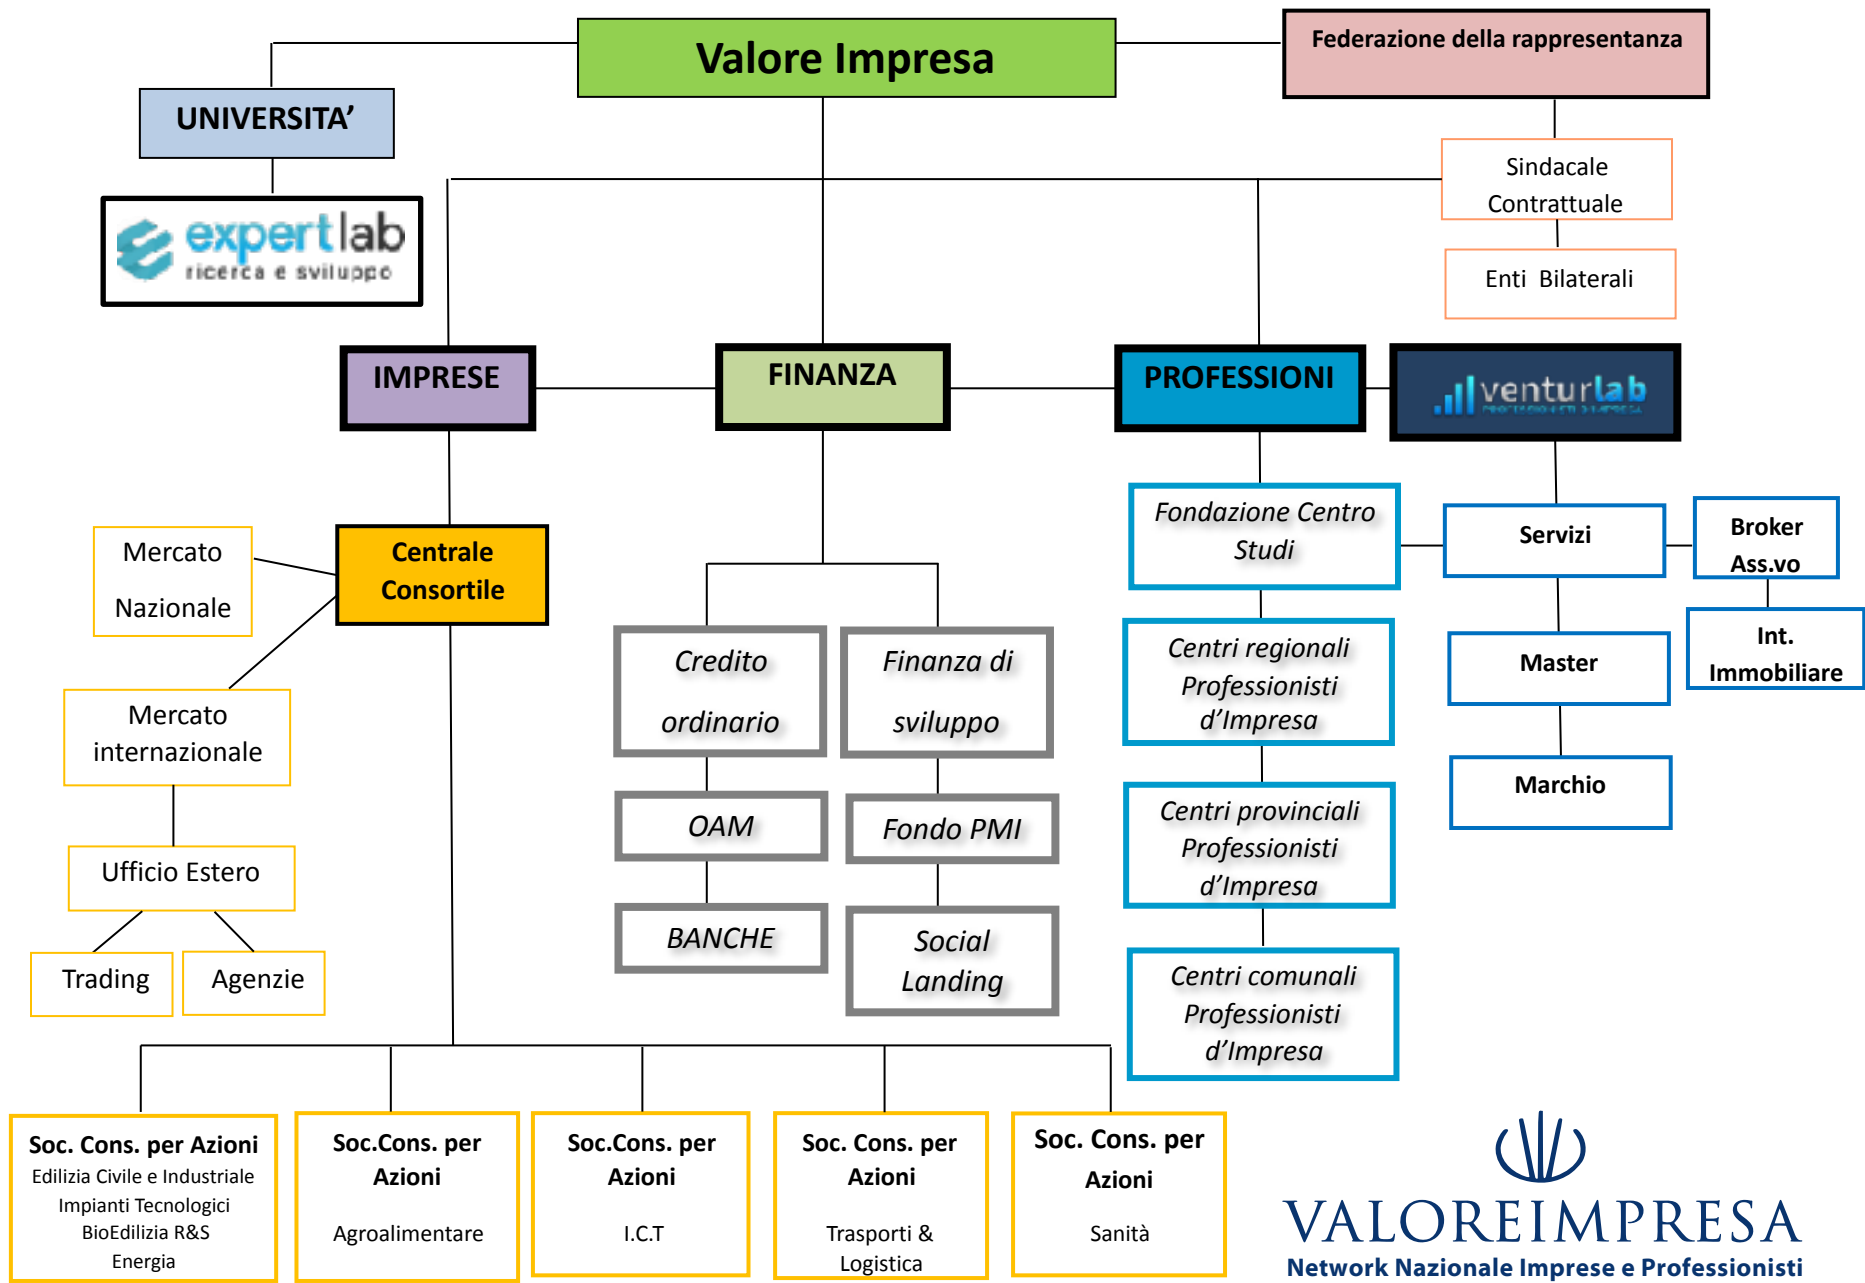 Valore Impresa
Federazione della rappresentanza
UNIVERSITA’
expertlab
ricerca e sviluppo
Sindacale
Contrattuale
Enti Bilaterali
IMPRESE
FINANZA
PROFESSIONI
venturlab
PROFESSIONISTI D'IMPRESA
Mercato
Nazionale
Centrale
Consortile
Mercato
internazionale
Ufficio Estero
Trading
Agenzie
Credito
ordinario
OAM
BANCHE
Finanza di
sviluppo
Fondo PMI
Social
Landing
Fondazione Centro
Studi
Centri regionali
Professionisti
d’Impresa
Centri provinciali
Professionisti
d’Impresa
Centri comunali
Professionisti
d’Impresa
Servizi
Master
Marchio
Broker
Ass.vo
Int.
Immobiliare
Soc. Cons. per Azioni
Edilizia Civile e Industriale
Impianti Tecnologici
BioEdilizia R&S
Energia
Soc.Cons. per
Azioni
Agroalimentare
Soc.Cons. per
Azioni
I.C.T
Soc. Cons. per
Azioni
Trasporti &
Logistica
Soc. Cons. per
Azioni
Sanità
VALOREIMPRESA
Network Nazionale Imprese e Professionisti